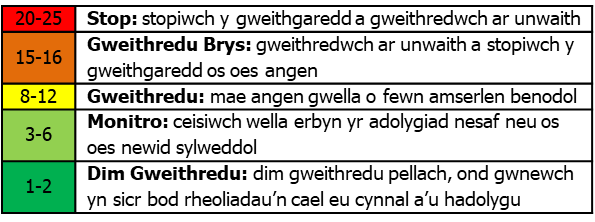 20-25 Stop: stopiwch y gweithgaredd a gweithredwch ar unwaith
15-16 Gweithredu Brys: gweithredwch ar unwaith a stopiwch y
gweithgaredd os oes angen
8-12 Gweithredu: mae angen gwella o fewn amserlen benodol
3-6 Monitro: ceisiwch wella erbyn yr adolygiad nesaf neu os
oes newid sylweddol
1-2 Dim Gweithredu: dim gweithredu pellach, ond gwnewch
yn sicr bod rheoliadau’n cael eu cynnal a’u hadolygu